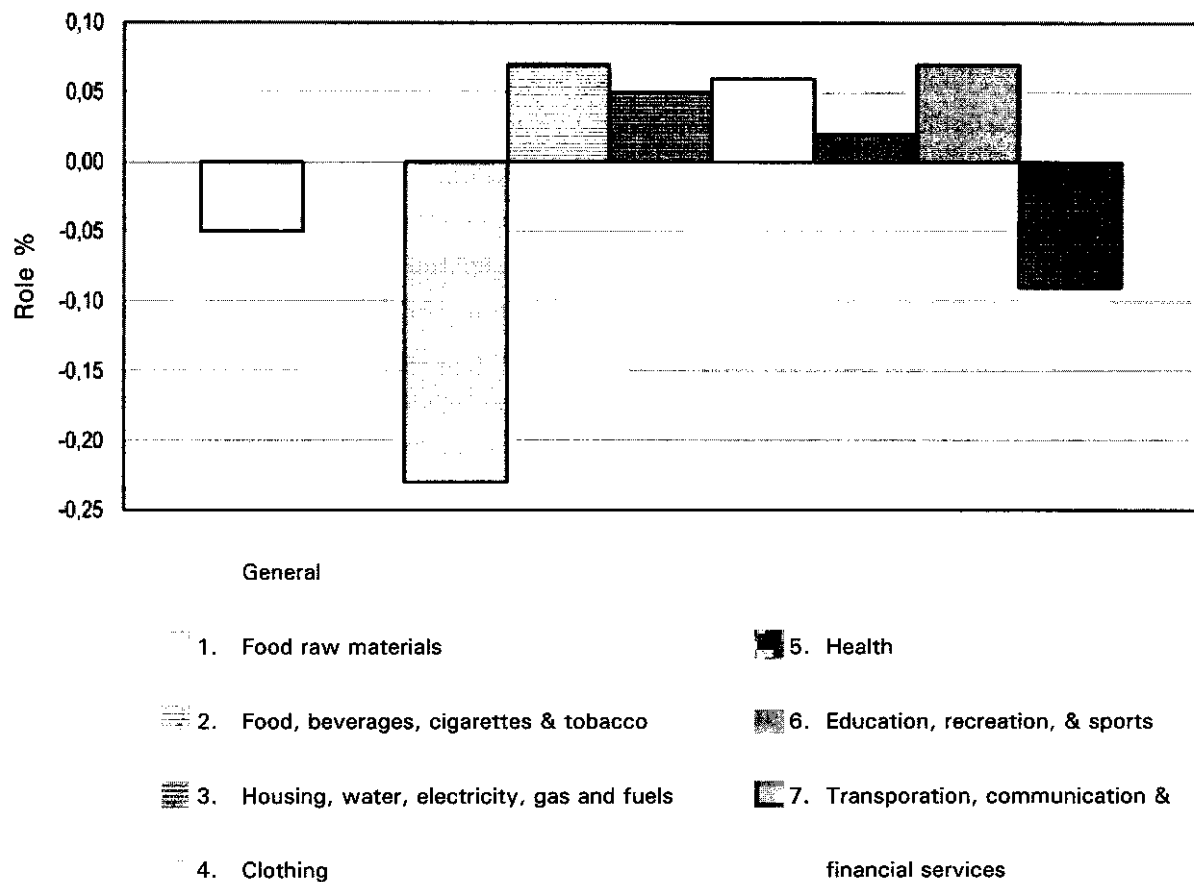 0,10
0,05
0,00
-0,05
-0,10
-0,15
-0,20
-0,25
Role %
General
1. Food raw materials
2. Food, beverages, cigarettes & tobacco
3. Housing, water, electricity, gas and fuels
4. Clothing
5. Health
6. Education, recreation, & sports
7. Transporation, communication &
financial services